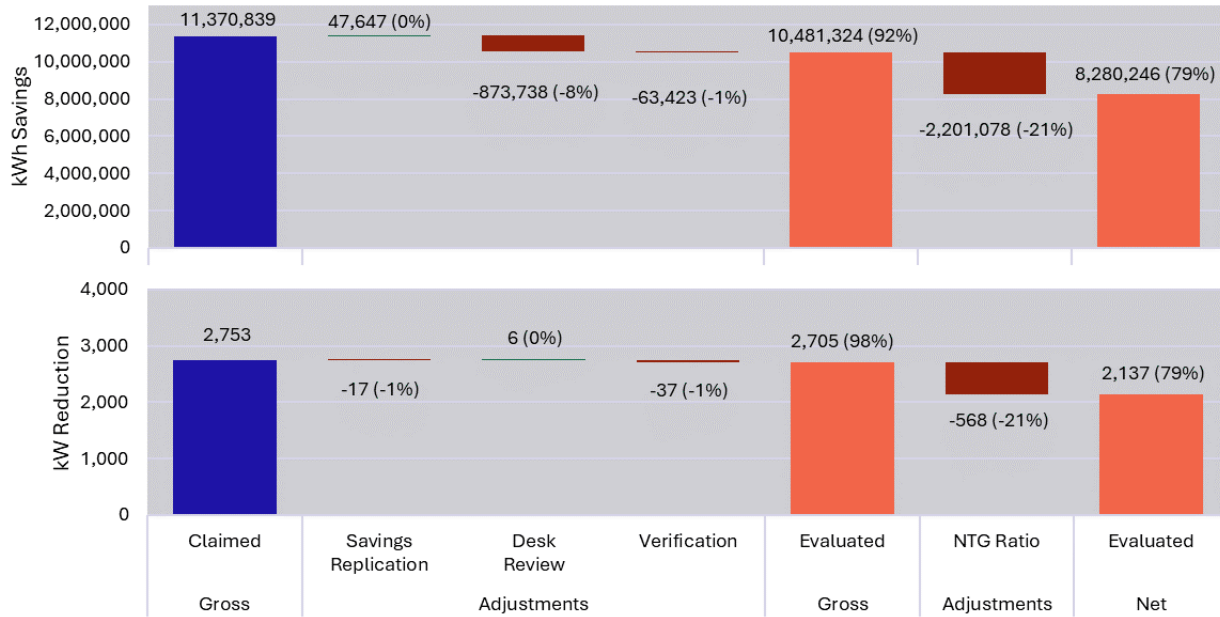 kWh Savings
12,000,000
10,000,000
8,000,000
6,000,000
4,000,000
2,000,000
0
11,370,839
47,647 (0%)
-873,738 (-8%)
-63,423 (-1%)
10,481,324 (92%)
-2,201,078 (-21%)
8,280,246 (79%)
kW Reduction
4,000
3,000
2,000
1,000
0
2,753
-17 (-1%)
6 (0%)
-37 (-1%)
2,705 (98%)
-568 (-21%)
2,137 (79%)
Claimed
Savings
Replication
Desk
Review
Verification
Evaluated
NTG Ratio
Evaluated
Gross
Adjustments
Gross
Adjustments
Net